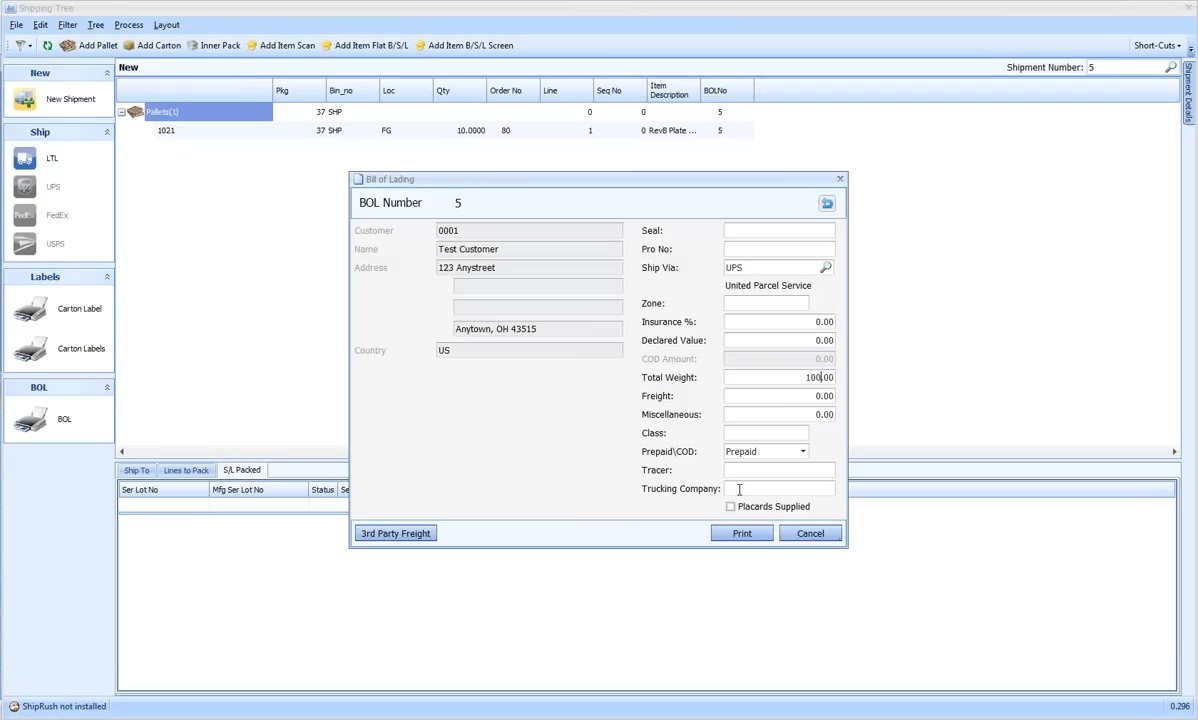 Shipping Tree
File Edit Filter Tree Process Layout
Add Pallet Add Carton Inner Pack Add Item Scan Add Item Flat B/S/L Add Item B/S/L Screen Short-Cuts
New
New Shipment
Ship
LTL
UPS
FedEx
USPS
Labels
Carton Label
Carton Labels
BOL
BOL
New Shipment Number: 5
Pkg Bin_no Loc Qty Order No Line Seq No Item Description BOLNo
Pallets(1) 37 SHP 0 0 5
1021 37 SHP FG 10.0000 80 1 0 RevB Plate ... 5
Shipment Details
Bill of Lading
BOL Number 5
Customer 0001
Name Test Customer
Address 123 Anystreet
Anytown, OH 43515
Country US
Seal:
Pro No:
Ship Via: UPS
United Parcel Service
Zone:
Insurance %: 0.00
Declared Value: 0.00
COD Amount: 0.00
Total Weight: 100.00
Freight: 0.00
Miscellaneous: 0.00
Class:
Prepaid\COD: Prepaid
Tracer:
Trucking Company:
Placards Supplied
3rd Party Freight Print Cancel
Ship To Lines to Pack S/L Packed
Ser Lot No Mfg Ser Lot No Status Se
ShipRush not installed 0.296